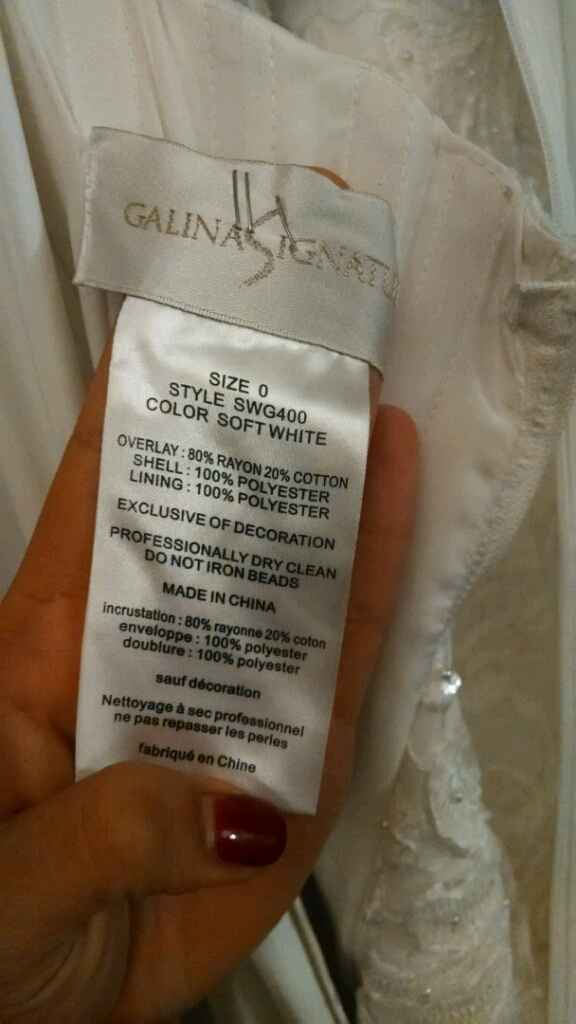 GALINA SIGNATU
SIZE 0
STYLE SWG400
COLOR SOFT WHITE
OVERLAY : 80% RAYON 20% COTTON
SHELL : 100% POLYESTER
LINING : 100% POLYESTER
EXCLUSIVE OF DECORATION
PROFESSIONALLY DRY CLEAN
DO NOT IRON BEADS
MADE IN CHINA
incrustation : 80% rayonne 20% coton
enveloppe : 100% polyester
doublure : 100% polyester
sauf décoration
Nettoyage à sec professionnel
ne pas repasser les perles
fabriqué en Chine